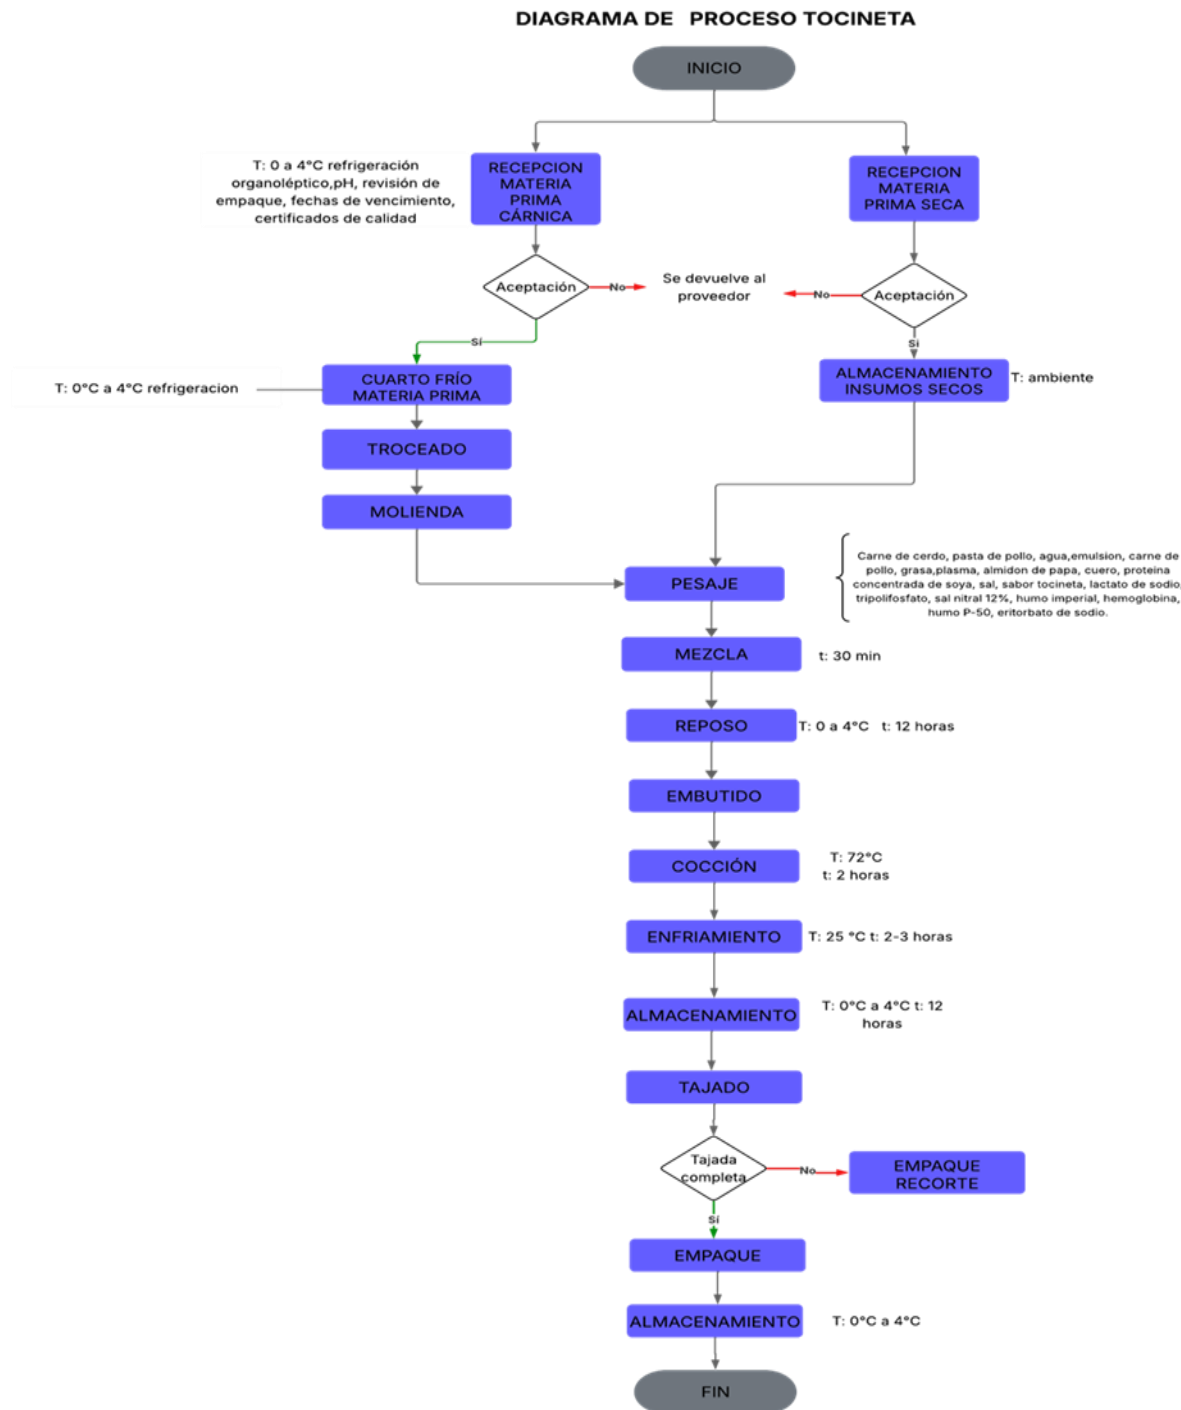 DIAGRAMA DE PROCESO TOCINETA
INICIO
T: 0 a 4°C refrigeración
organoléptico,pH, revisión de
empaque, fechas de vencimiento,
certificados de calidad
RECEPCION
MATERIA
PRIMA
CÁRNICA
RECEPCION
MATERIA
PRIMA SECA
Aceptación
No
Se devuelve al
proveedor
No
Aceptación
Sí
Si
T: 0°C a 4°C refrigeracion
CUARTO FRÍO
MATERIA PRIMA
ALMACENAMIENTO
INSUMOS SECOS
T: ambiente
TROCEADO
MOLIENDA
PESAJE
Carne de cerdo, pasta de pollo, agua,emulsion, carne de
pollo, grasa,plasma, almidon de papa, cuero, proteina
concentrada de soya, sal, sabor tocineta, lactato de sodio,
tripolifosfato, sal nitral 12%, humo imperial, hemoglobina,
humo P-50, eritorbato de sodio.
MEZCLA
t: 30 min
REPOSO
T: 0 a 4°C t: 12 horas
EMBUTIDO
COCCIÓN
T: 72°C
t: 2 horas
ENFRIAMIENTO
T: 25 °C t: 2-3 horas
ALMACENAMIENTO
T: 0°C a 4°C t: 12
horas
TAJADO
Tajada
completa
No
EMPAQUE
RECORTE
Sí
EMPAQUE
ALMACENAMIENTO
T: 0°C a 4°C
FIN